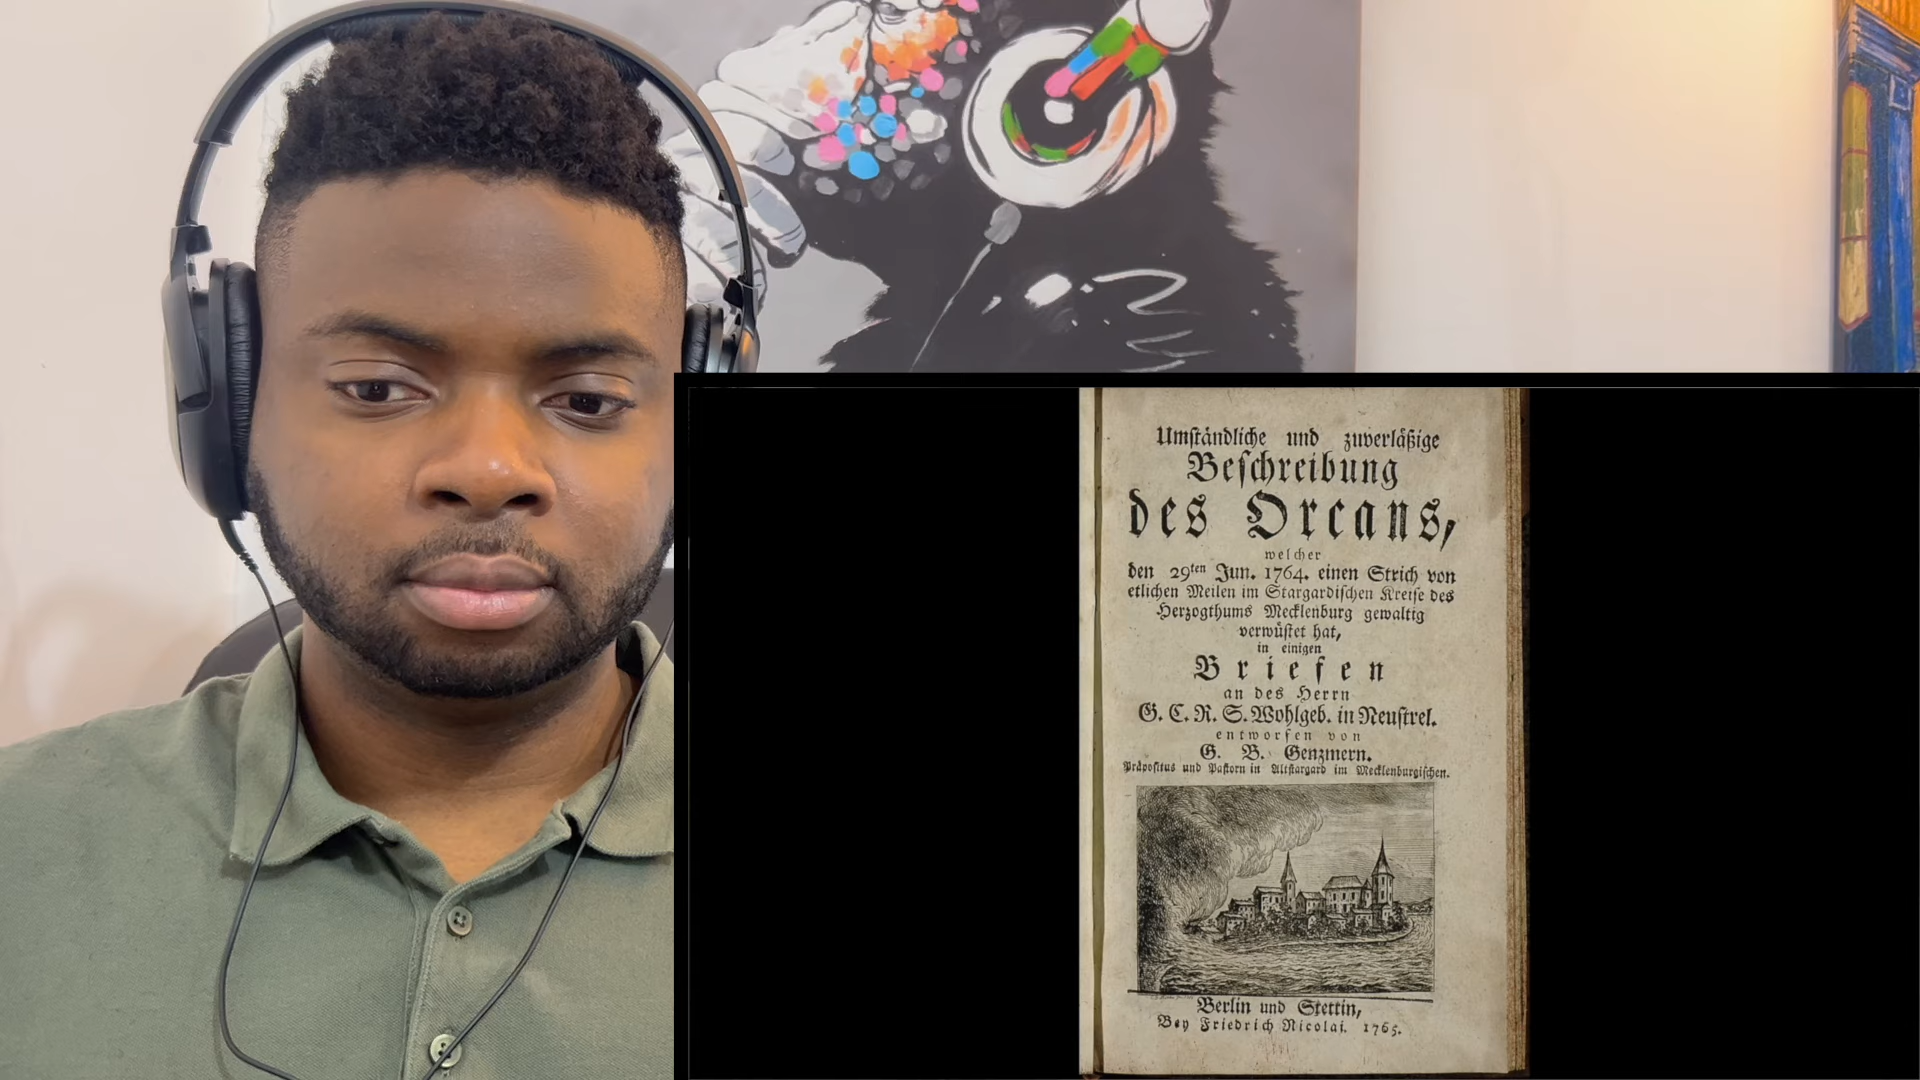 Umständliche und zuverläßige
Beschreibung
des Orcans,
welcher
den 29ten Jun. 1764. einen Strich von
etlichen Meilen im Stargardischen Kreise des
Herzogthums Mecklenburg gewaltig
verwüstet hat,
in einigen
Briefen
an des Herrn
G. C. R. S. Wohlgeb. in Neustrel.
entworfen von
G. B. Genzmern.
Präpositus und Pastorn in Altstargard im Mecklenburgischen.
Berlin und Stettin,
Bey Friedrich Nicolai. 1765.